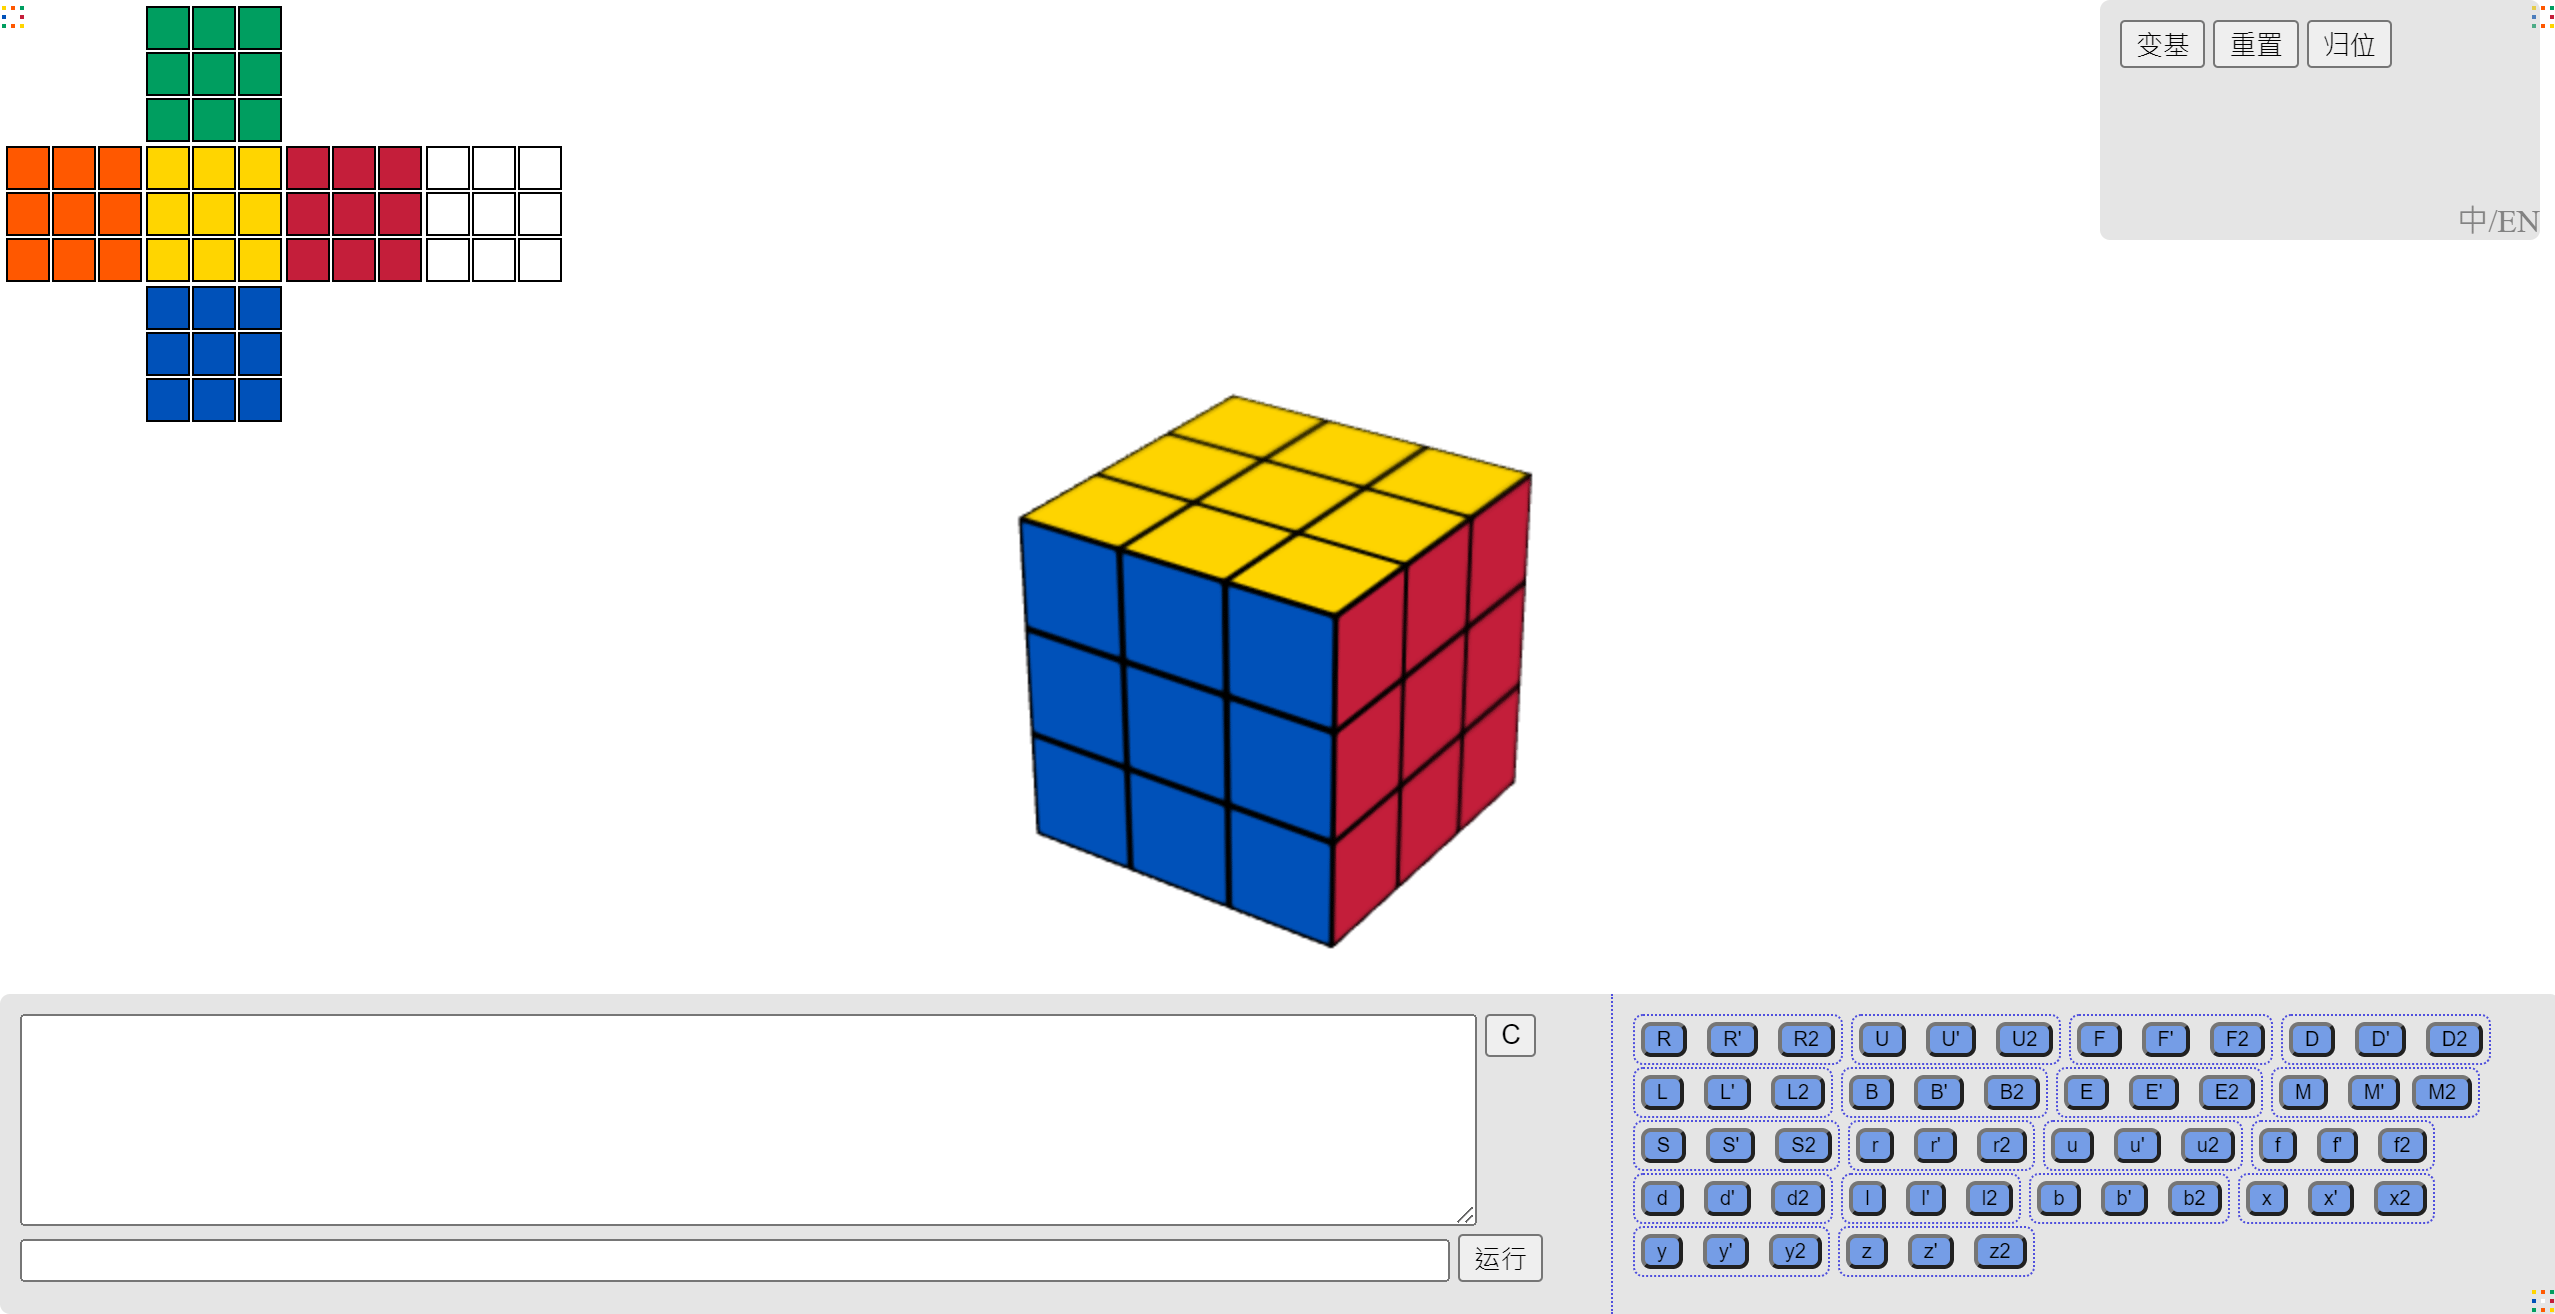 变基 重置 归位
中/EN
C
运行
R R' R2 U U' U2 F F' F2 D D' D2
L L' L2 B B' B2 E E' E2 M M' M2
S S' S2 r r' r2 u u' u2 f f' f2
d d' d2 l l' l2 b b' b2 x x' x2
y y' y2 z z' z2